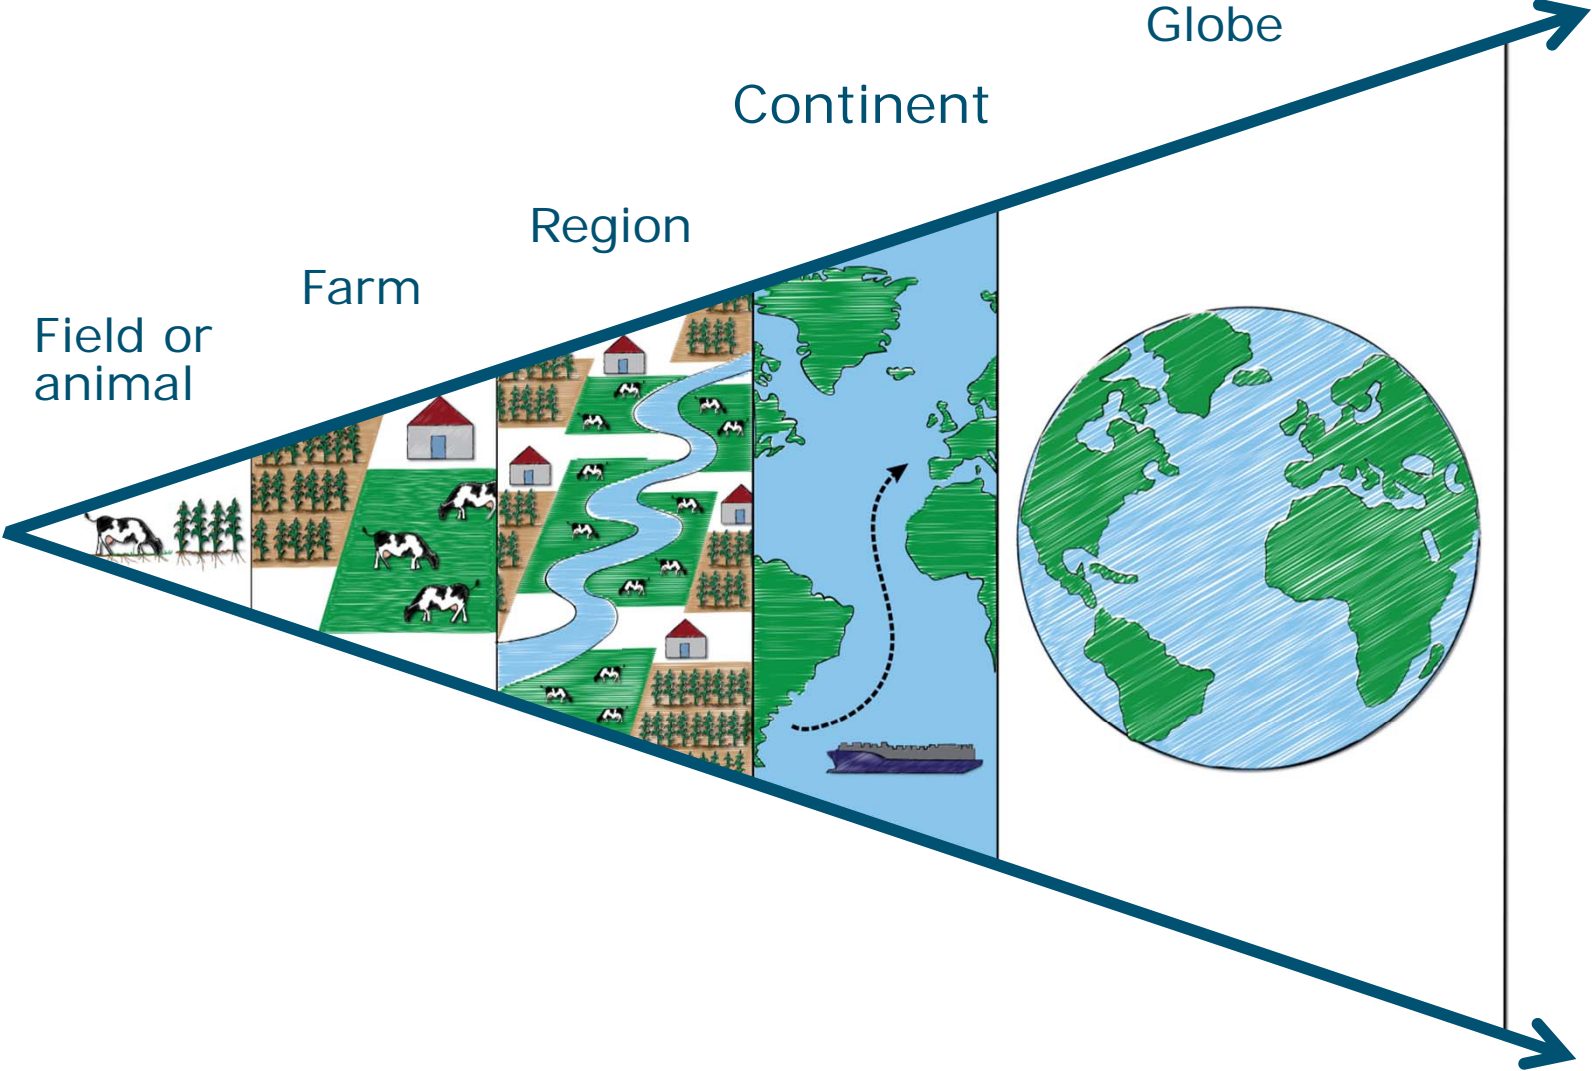 Field or
animal
Farm
Region
Continent
Globe